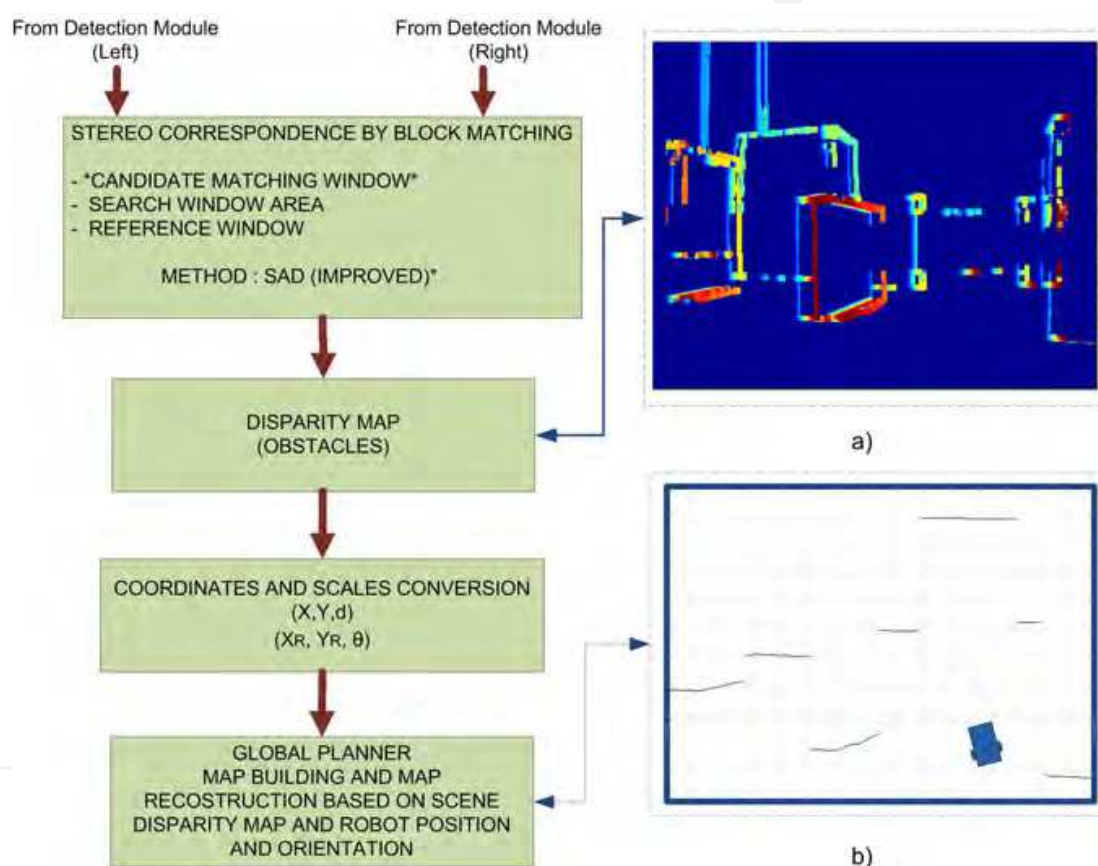 From Detection Module
(Left)
From Detection Module
(Right)
STEREO CORRESPONDENCE BY BLOCK MATCHING
- *CANDIDATE MATCHING WINDOW*
- SEARCH WINDOW AREA
- REFERENCE WINDOW
METHOD : SAD (IMPROVED)*
DISPARITY MAP
(OBSTACLES)
a)
COORDINATES AND SCALES CONVERSION
(X,Y,d)
(XR, YR, θ)
GLOBAL PLANNER
MAP BUILDING AND MAP
RECOSTRUCTION BASED ON SCENE
DISPARITY MAP AND ROBOT POSITION
AND ORIENTATION
b)